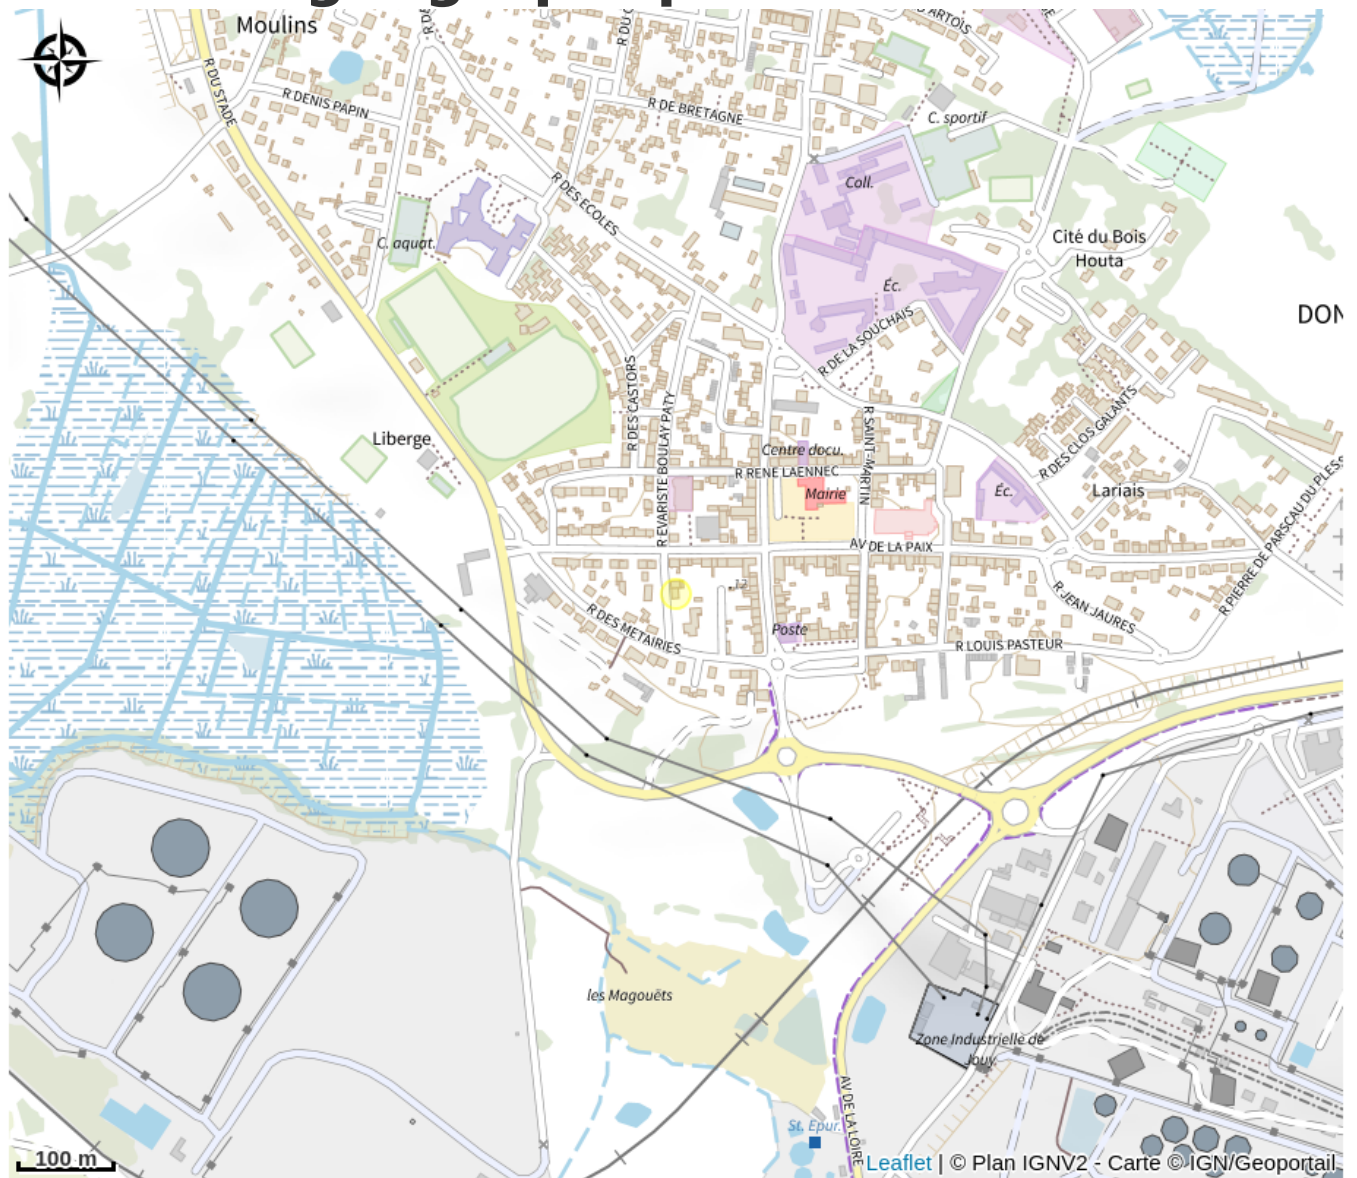 Moulins
R DU STADE
R DENIS PAPIN
R DE BRETAGNE
C. sportif
Coll.
R DES ECOLES
C. aquat.
Cité du Bois
Houta
Éc.
DON
R DE LA SOUCHAIS
R DES CASTORS
R EVARISTE BOULAY PATY
R SAINT-MARTIN
R DES CLOS GALANTS
Liberge
Centre docu.
R RENE LAENNEC
Mairie
Éc.
Lariais
R PIERRE DE PARSCAU DU PLES
AV DE LA PAIX
12
R JEAN JAURES
R DES METAIRIES
Poste
R LOUIS PASTEUR
les Magouëts
Zone Industrielle de
Jouy
AV DE LA LOIRE
St. Epur.
100 m
Leaflet | © Plan IGNV2 - Carte © IGN/Geoportail